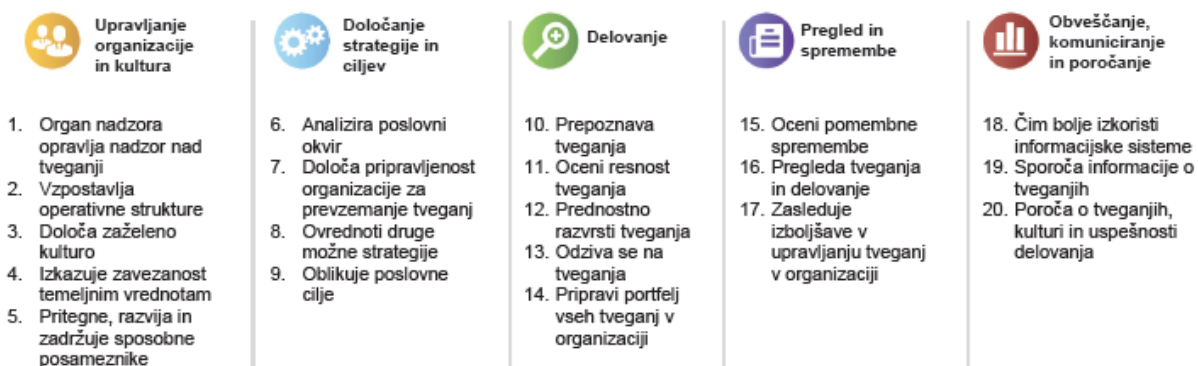 Upravljanje
organizacije
in kultura
1. Organ nadzora
opravlja nadzor nad
tveganji
2. Vzpostavlja
operativne strukture
3. Določa zaželeno
kulturo
4. Izkazuje zavezanost
temeljnim vrednotam
5. Pritegne, razvija in
zadržuje sposobne
posameznike
Določanje
strategije in
ciljev
6. Analizira poslovni
okvir
7. Določa pripravljenost
organizacije za
prevzemanje tveganj
8. Ovrednoti druge
možne strategije
9. Oblikuje poslovne
cilje
Delovanje
10. Prepoznava
tveganja
11. Oceni resnost
tveganja
12. Prednostno
razvrsti tveganja
13. Odziva se na
tveganja
14. Pripravi portfelj
vseh tveganj v
organizaciji
Pregled in
spremembe
15. Oceni pomembne
spremembe
16. Pregleda tveganja
in delovanje
17. Zasleduje
izboljšave v
upravljanju tveganj
v organizaciji
Obveščanje,
komuniciranje
in poročanje
18. Čim bolje izkoristi
informacijske sisteme
19. Sporoča informacije o
tveganjih
20. Poroča o tveganjih,
kulturi in uspešnosti
delovanja